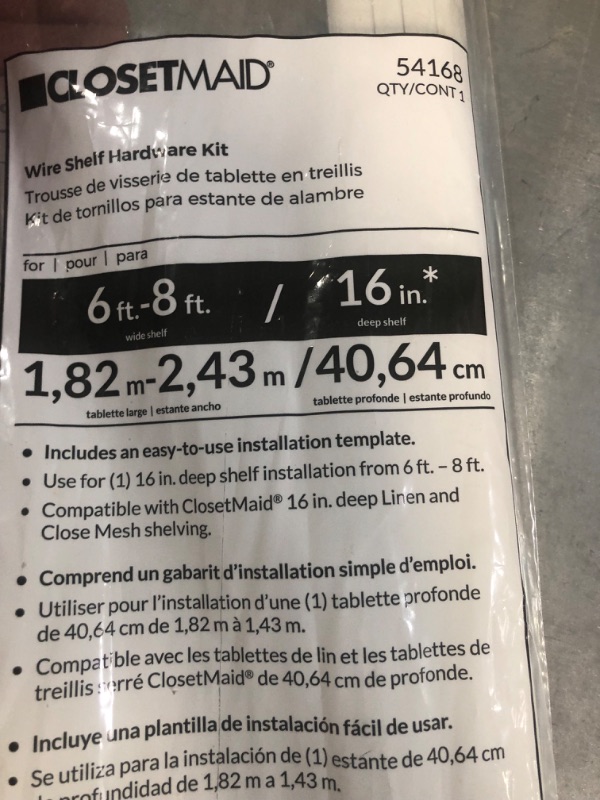 CLOSETMAID®
54168
QTY/CONT 1
Wire Shelf Hardware Kit
Trousse de visserie de tablette en treillis
Kit de tornillos para estante de alambre
for | pour | para
6 ft.-8 ft. / 16 in.*
wide shelf deep shelf
1,82 m-2,43 m / 40,64 cm
tablette large | estante ancho tablette profonde | estante profundo
• Includes an easy-to-use installation template.
• Use for (1) 16 in. deep shelf installation from 6 ft. – 8 ft.
• Compatible with ClosetMaid® 16 in. deep Linen and
Close Mesh shelving.
• Comprend un gabarit d'installation simple d'emploi.
• Utiliser pour l'installation d'une (1) tablette profonde
de 40,64 cm de 1,82 m à 1,43 m.
• Compatible avec les tablettes de lin et les tablettes de
treillis serré ClosetMaid® de 40,64 cm de profonde.
• Incluye una plantilla de instalación fácil de usar.
• Se utiliza para la instalación de (1) estante de 40,64 cm
de profundidad de 1,82 m a 1,43 m.